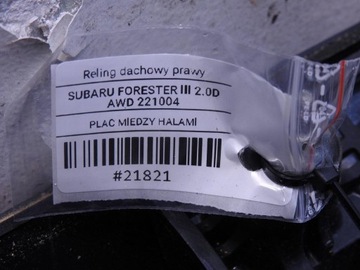 Reling dachowy prawy
SUBARU FORESTER III 2.0D
AWD 221004
PLAC MIEDZY HALAMI
#21821